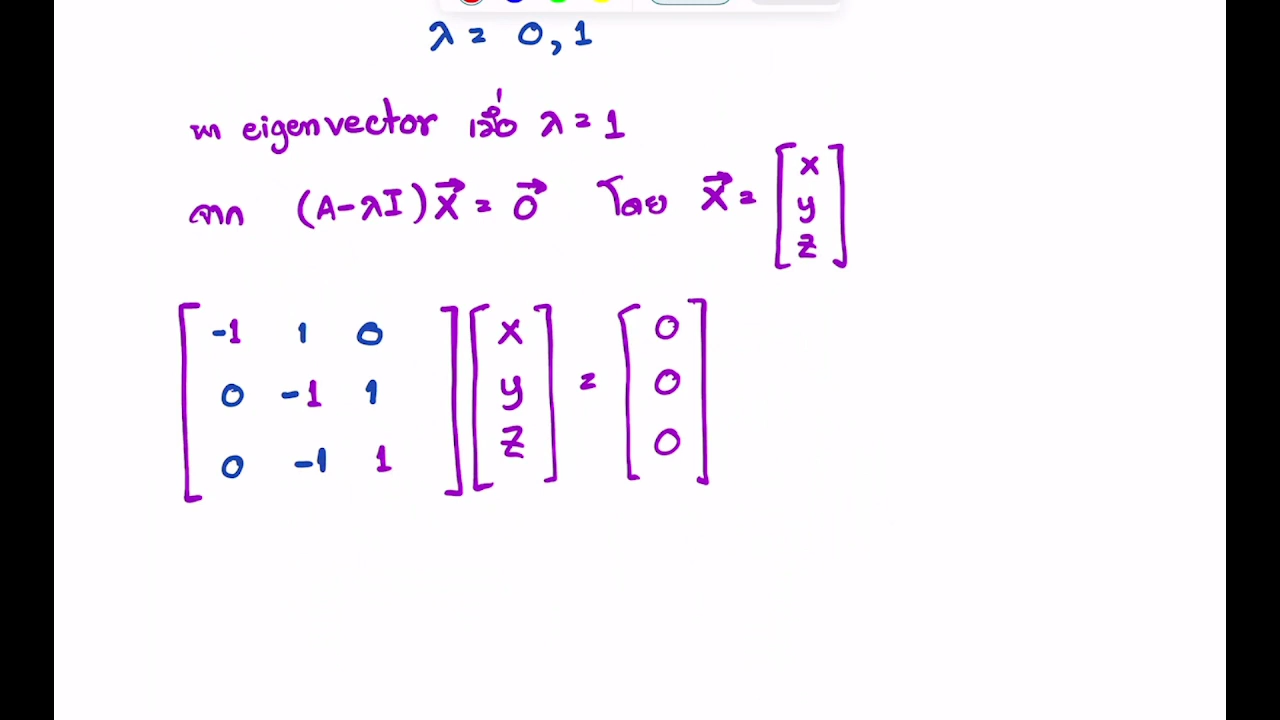 λ = 0, 1
หา eigenvector เมื่อ λ = 1
จาก (A-λI)X⃗ = 0⃗ โดย X⃗ = [x y z]
[-1 1 0] [x] = [0]
[0 -1 1] [y] [0]
[0 -1 1] [z] [0]